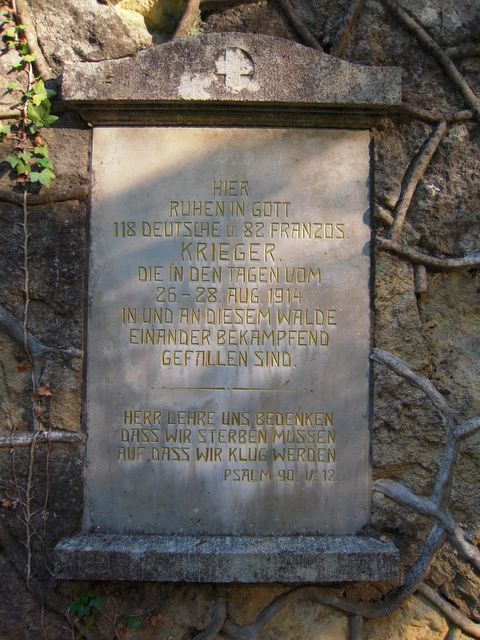 HIER
RUHEN IN GOTT
118 DEUTSCHE U. 82 FRANZÖS.
KRIEGER.
DIE IN DEN TAGEN VOM
26.-28. AUG. 1914
IN UND AN DIESEM WALDE
EINANDER BEKÄMPFEND
GEFALLEN SIND.
HERR LEHRE UNS BEDENKEN
DASS WIR STERBEN MÜSSEN
AUF DASS WIR KLUG WERDEN
PSALM 90. V. 12.